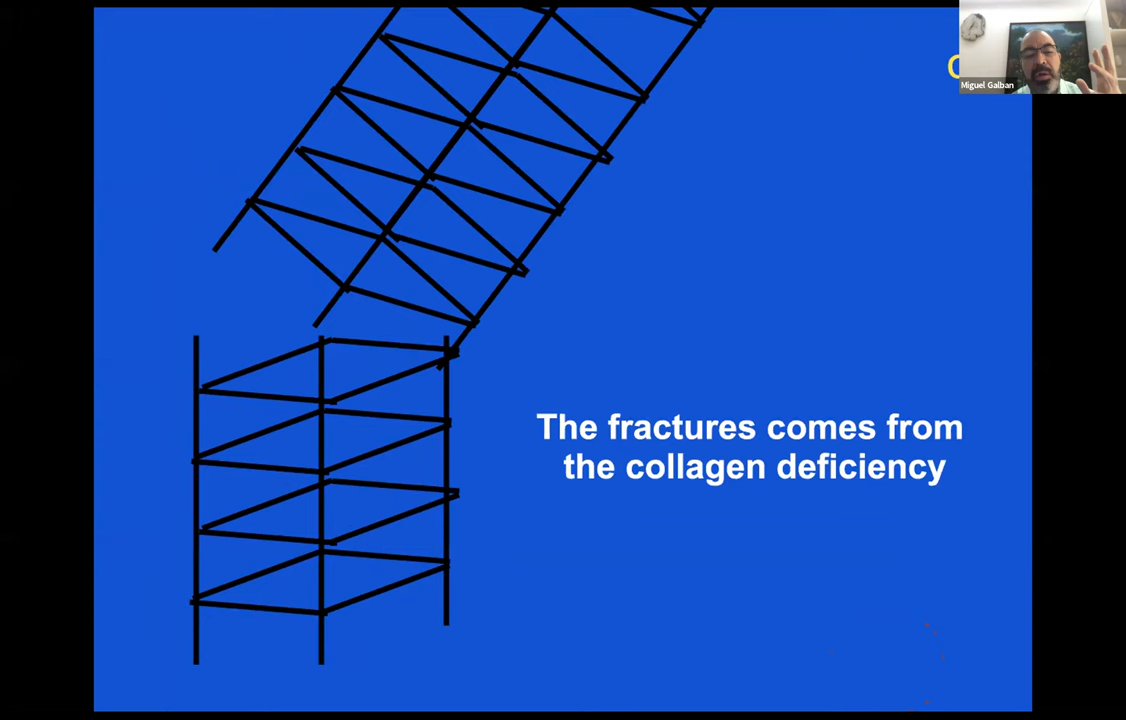 Miguel Galban
The fractures comes from
the collagen deficiency